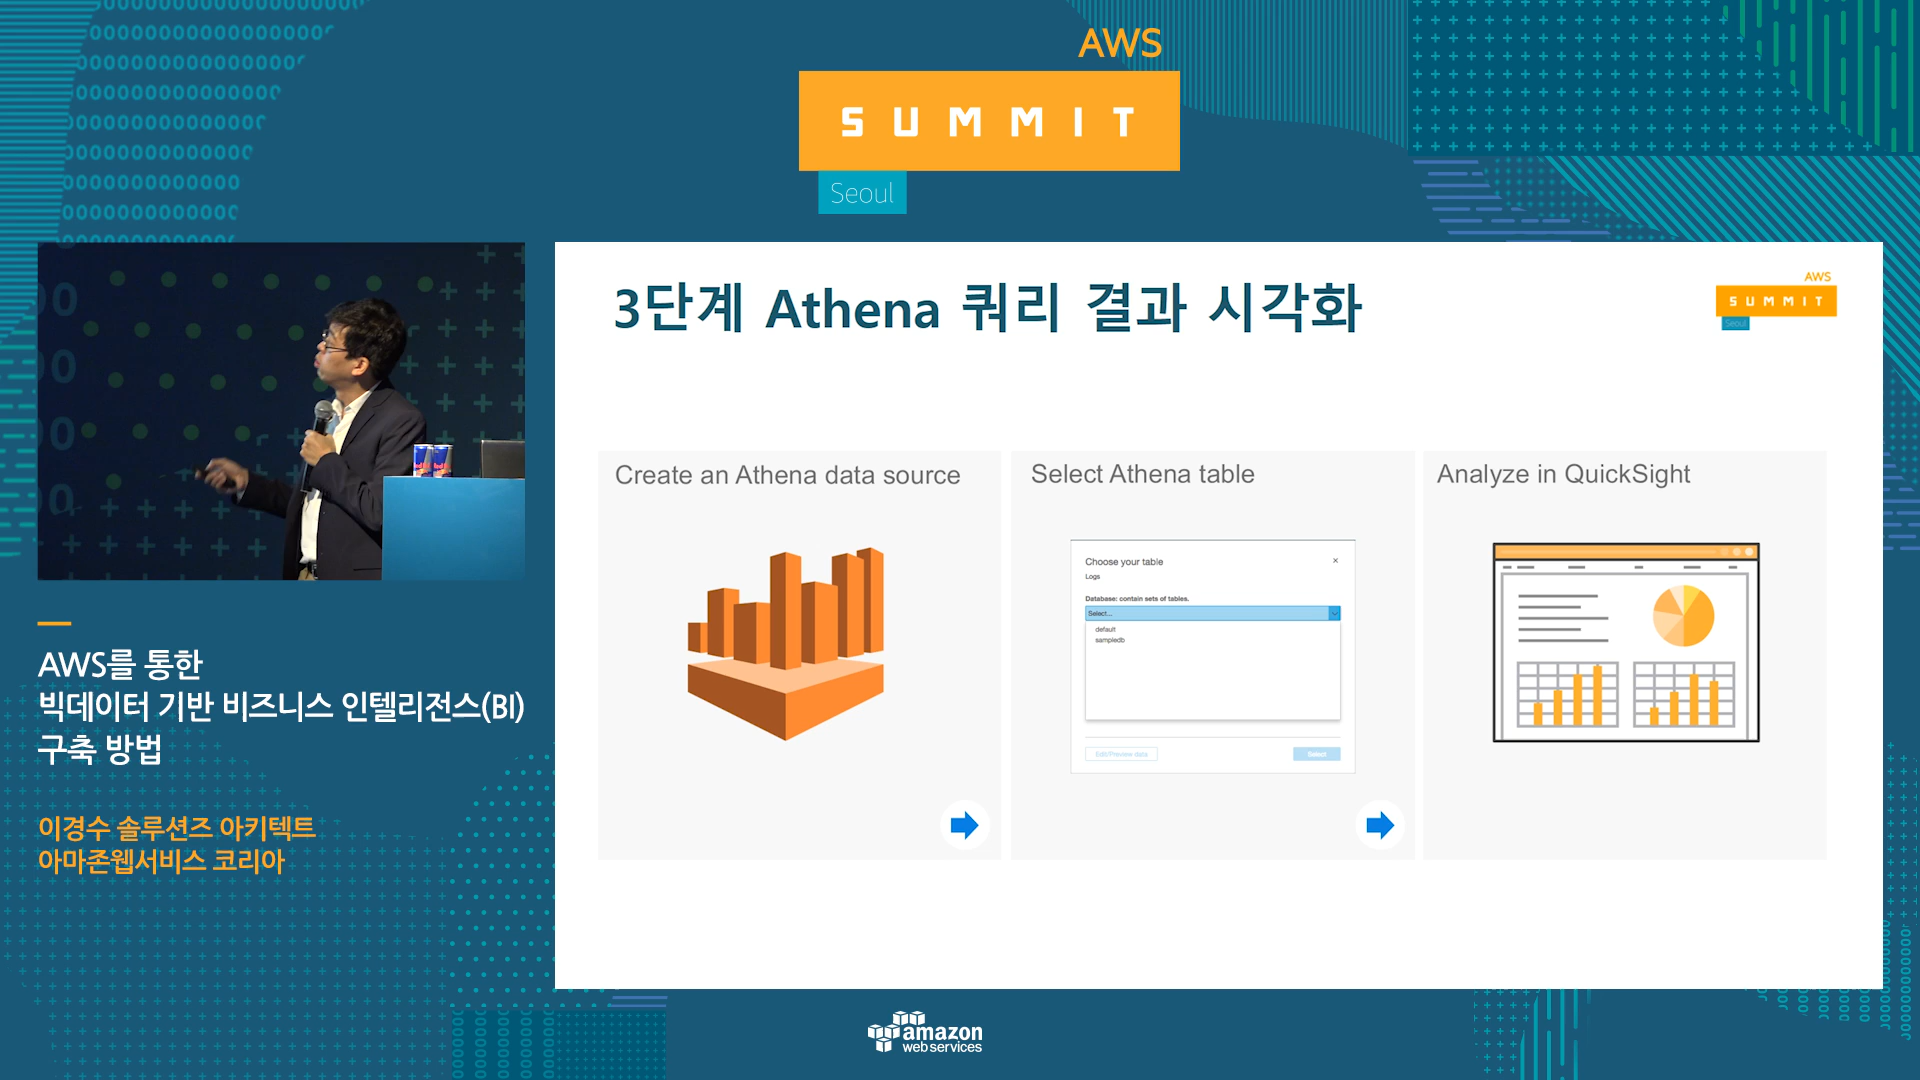 AWS
SUMMIT
Seoul
3단계 Athena 쿼리 결과 시각화
AWS
SUMMIT
Seoul
Create an Athena data source
Select Athena table
Analyze in QuickSight
Choose your table
Logs
Database: contain sets of tables.
Select...
default
sampledb
Edit/Preview data
Select
AWS를 통한
빅데이터 기반 비즈니스 인텔리전스(BI)
구축 방법
이경수 솔루션즈 아키텍트
아마존웹서비스 코리아
amazon
web services